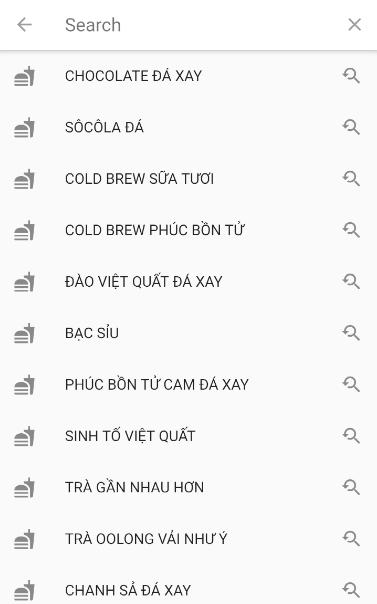 Search
CHOCOLATE ĐÁ XAY
SÔCÔLA ĐÁ
COLD BREW SỮA TƯƠI
COLD BREW PHÚC BỒN TỬ
ĐÀO VIỆT QUẤT ĐÁ XAY
BẠC SỈU
PHÚC BỒN TỬ CAM ĐÁ XAY
SINH TỐ VIỆT QUẤT
TRÀ GẦN NHAU HƠN
TRÀ OOLONG VẢI NHƯ Ý
CHANH SẢ ĐÁ XAY